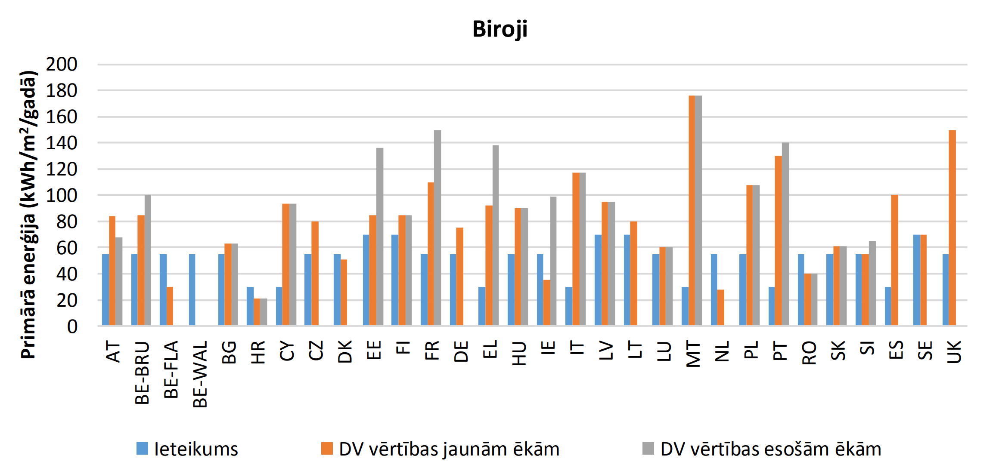 Biroji
Primārā enerģija (kWh/m²/gadā)
200
180
160
140
120
100
80
60
40
20
0
AT BE-BRU BE-FLA BE-WAL BG HR CY CZ DK EE FI FR DE EL HU IE IT LV LT LU MT NL PL PT RO SK SI ES SE UK
Ieteikums DV vērtības jaunām ēkām DV vērtības esošām ēkām